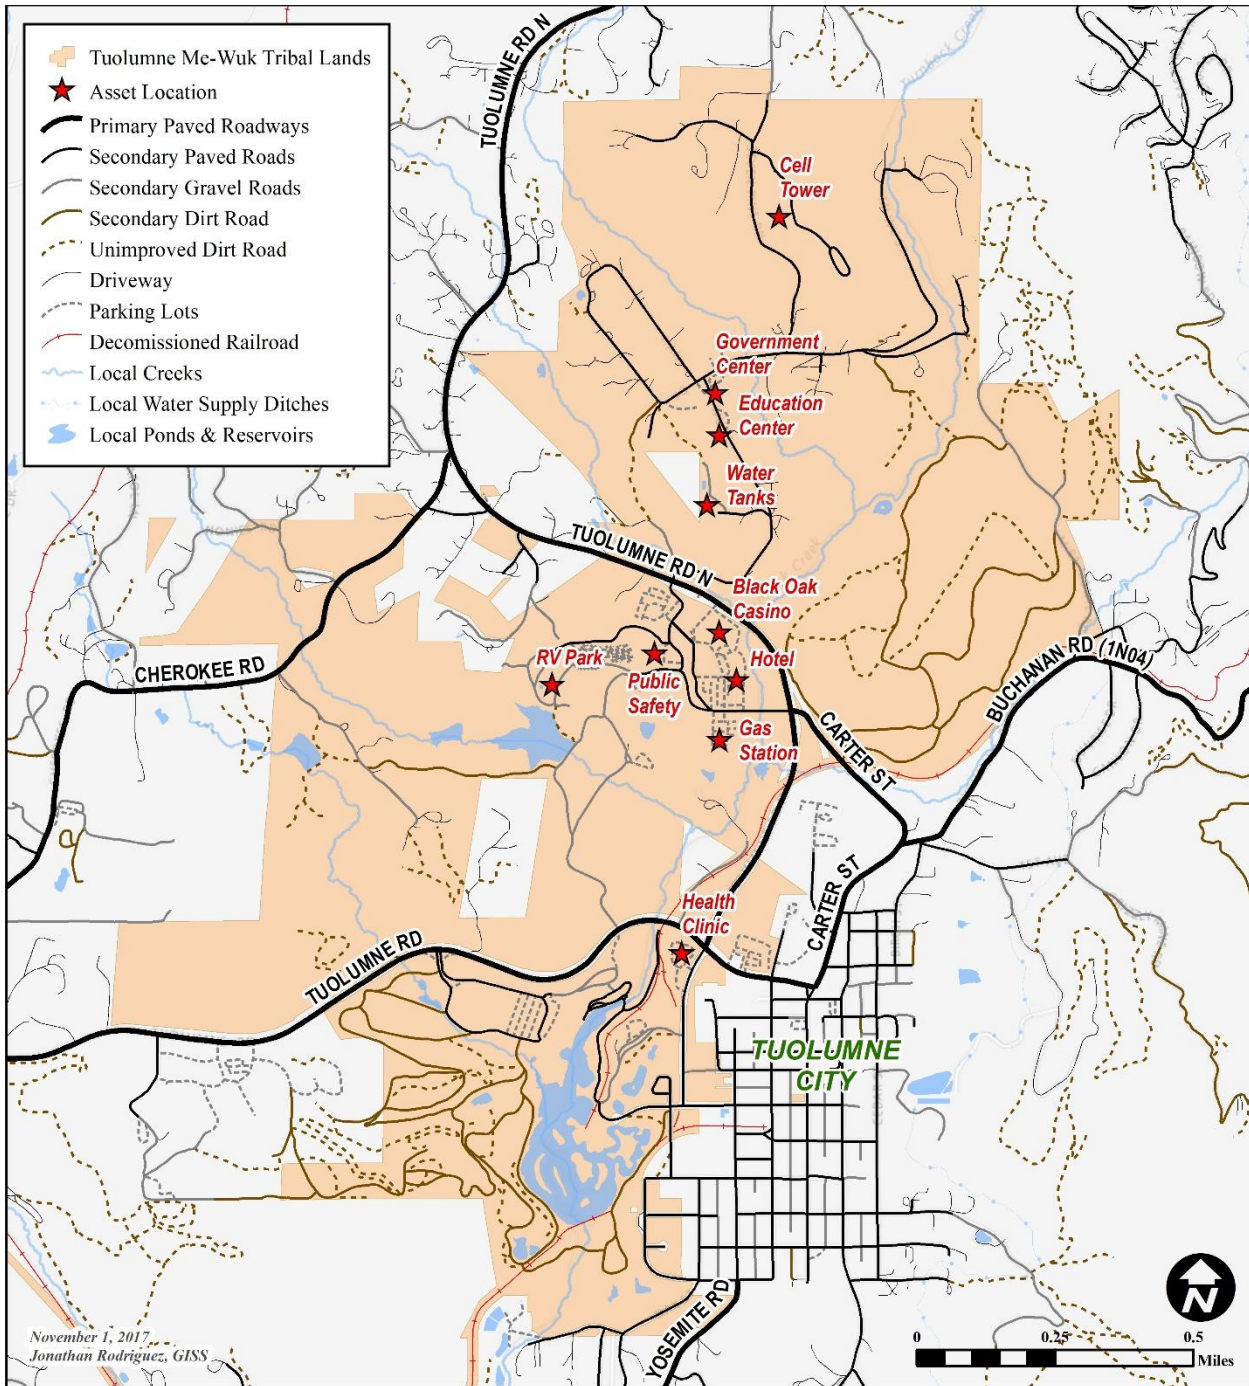 Tuolumne Me-Wuk Tribal Lands
Asset Location
Primary Paved Roadways
Secondary Paved Roads
Secondary Gravel Roads
Secondary Dirt Road
Unimproved Dirt Road
Driveway
Parking Lots
Decomissioned Railroad
Local Creeks
Local Water Supply Ditches
Local Ponds & Reservoirs
TUOLUMNE RD N
Turnback Creek
Cell
Tower
Government
Center
Education
Center
Water
Tanks
TUOLUMNE RD N
Creek
Black Oak
Casino
CHEROKEE RD
RV Park
Public
Safety
Hotel
Gas
Station
CARTER ST
BUCHANAN RD (1N04)
Health
Clinic
CARTER ST
TUOLUMNE RD
TUOLUMNE
CITY
YOSEMITE RD
N
November 1, 2017
Jonathan Rodriguez, GISS
0 0.25 0.5
Miles